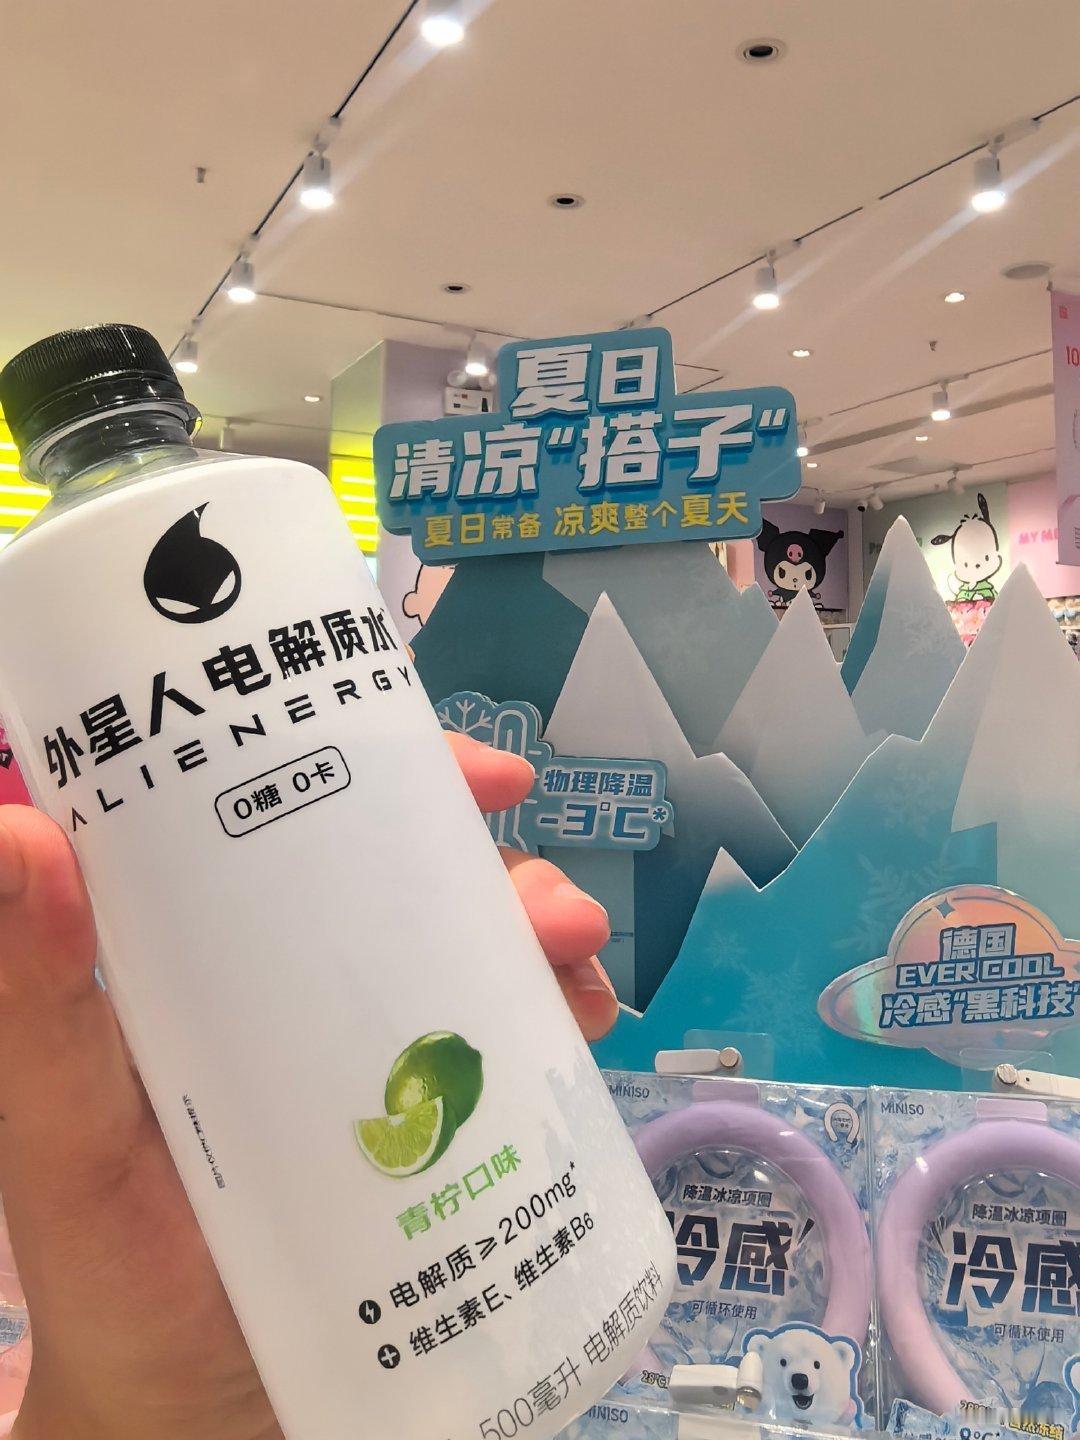 夏日
清凉“搭子”
夏日常备 凉爽整个夏天
外星人电解质水
ALIENERGY
0糖 0卡
青柠口味
电解质≥200mg*
维生素E、维生素B6
500毫升 电解质饮料
物理降温
-3℃*
德国
EVER COOL
冷感“黑科技”
MINISO
降温冰凉项圈
冷感
可循环使用
28℃
MINISO
MINISO
降温冰凉项圈
冷感
可循环使用
10
MY M